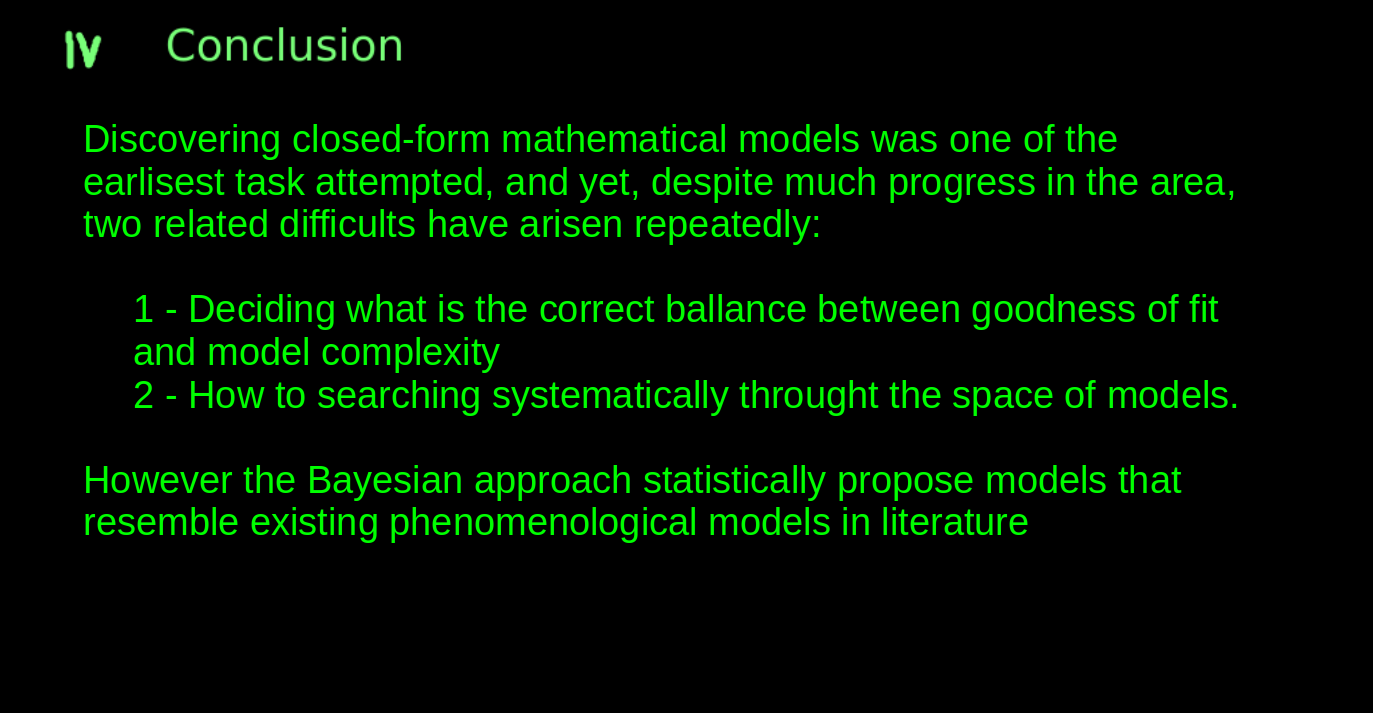 IV Conclusion
Discovering closed-form mathematical models was one of the
earlisest task attempted, and yet, despite much progress in the area,
two related difficults have arisen repeatedly:
1 - Deciding what is the correct ballance between goodness of fit
and model complexity
2 - How to searching systematically throught the space of models.
However the Bayesian approach statistically propose models that
resemble existing phenomenological models in literature